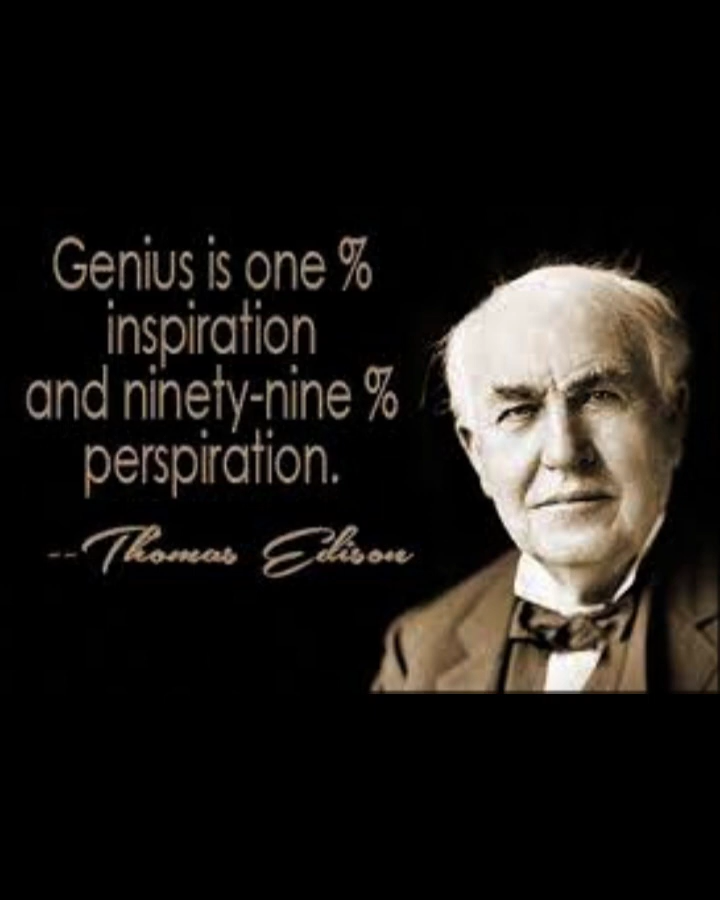 Genius is one %
inspiration
and ninety-nine %
perspiration.
--Thomas Edison